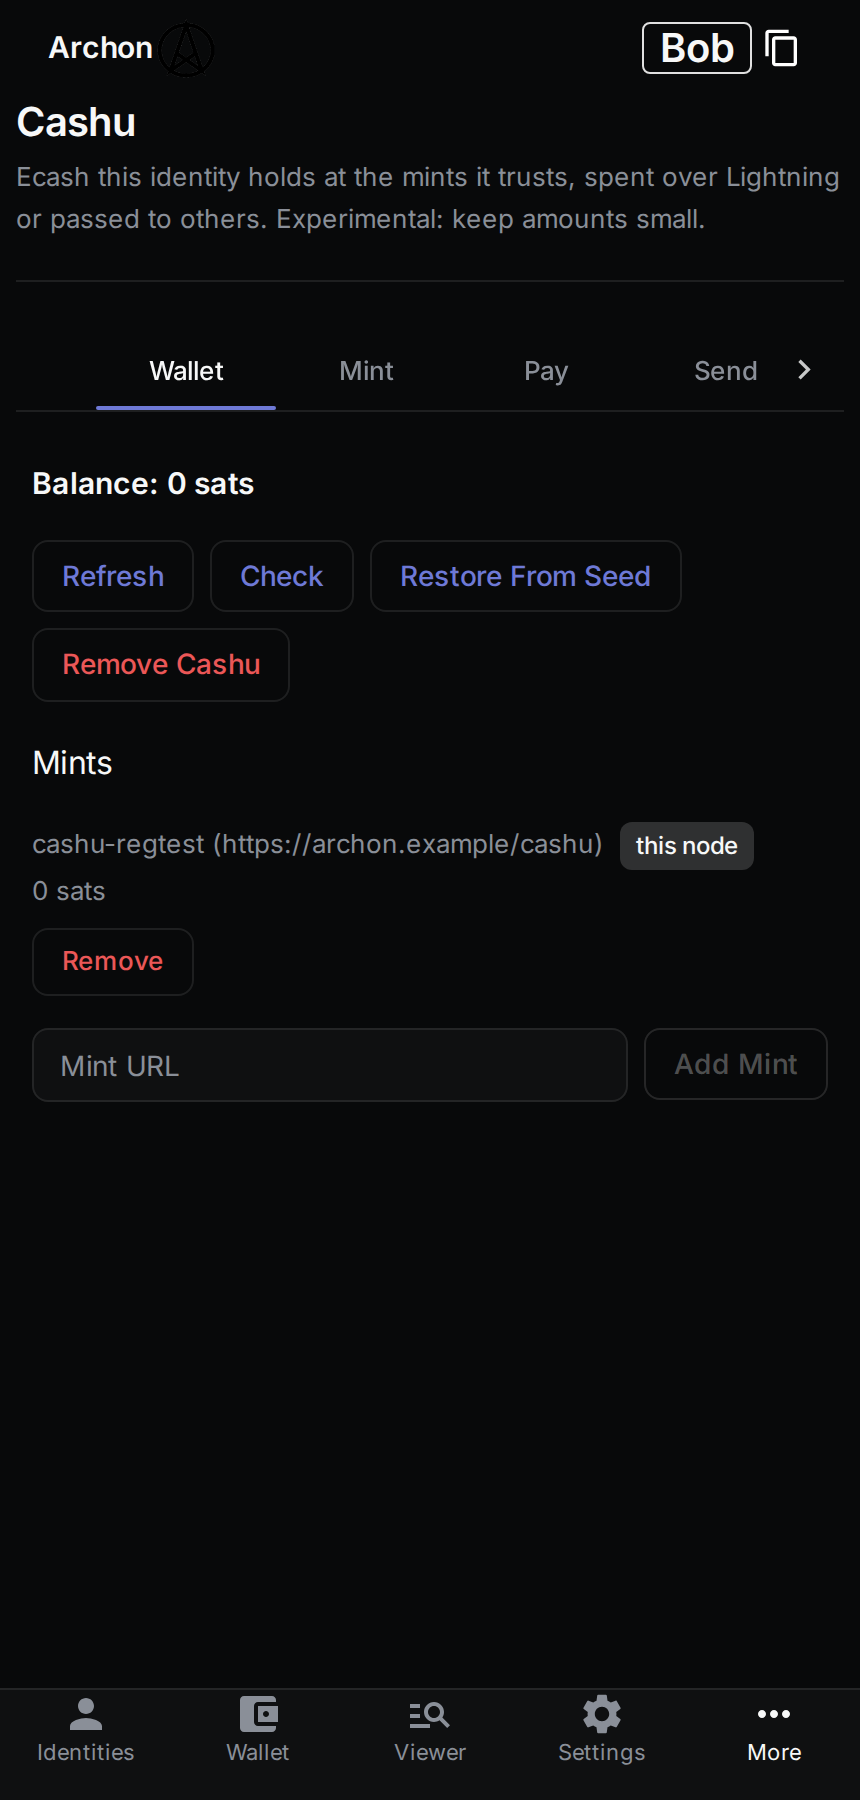 Archon
Bob
Cashu
Ecash this identity holds at the mints it trusts, spent over Lightning
or passed to others. Experimental: keep amounts small.
Wallet Mint Pay Send
Balance: 0 sats
Refresh Check Restore From Seed
Remove Cashu
Mints
cashu-regtest (https://archon.example/cashu) this node
0 sats
Remove
Mint URL Add Mint
Identities Wallet Viewer Settings More